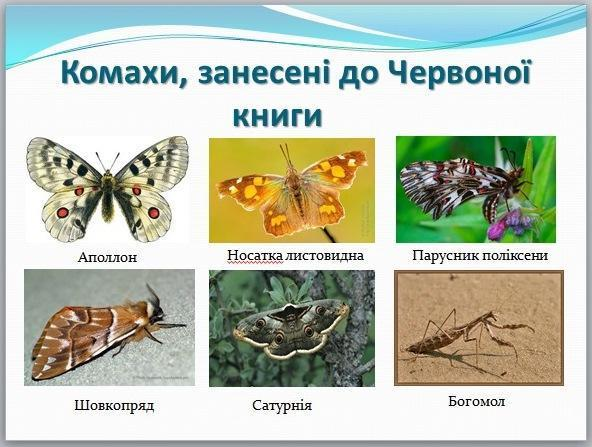 Комахи, занесені до Червоної
книги
Аполлон
Носатка листовидна
Парусник поліксени
Шовкопряд
Сатурнія
Богомол